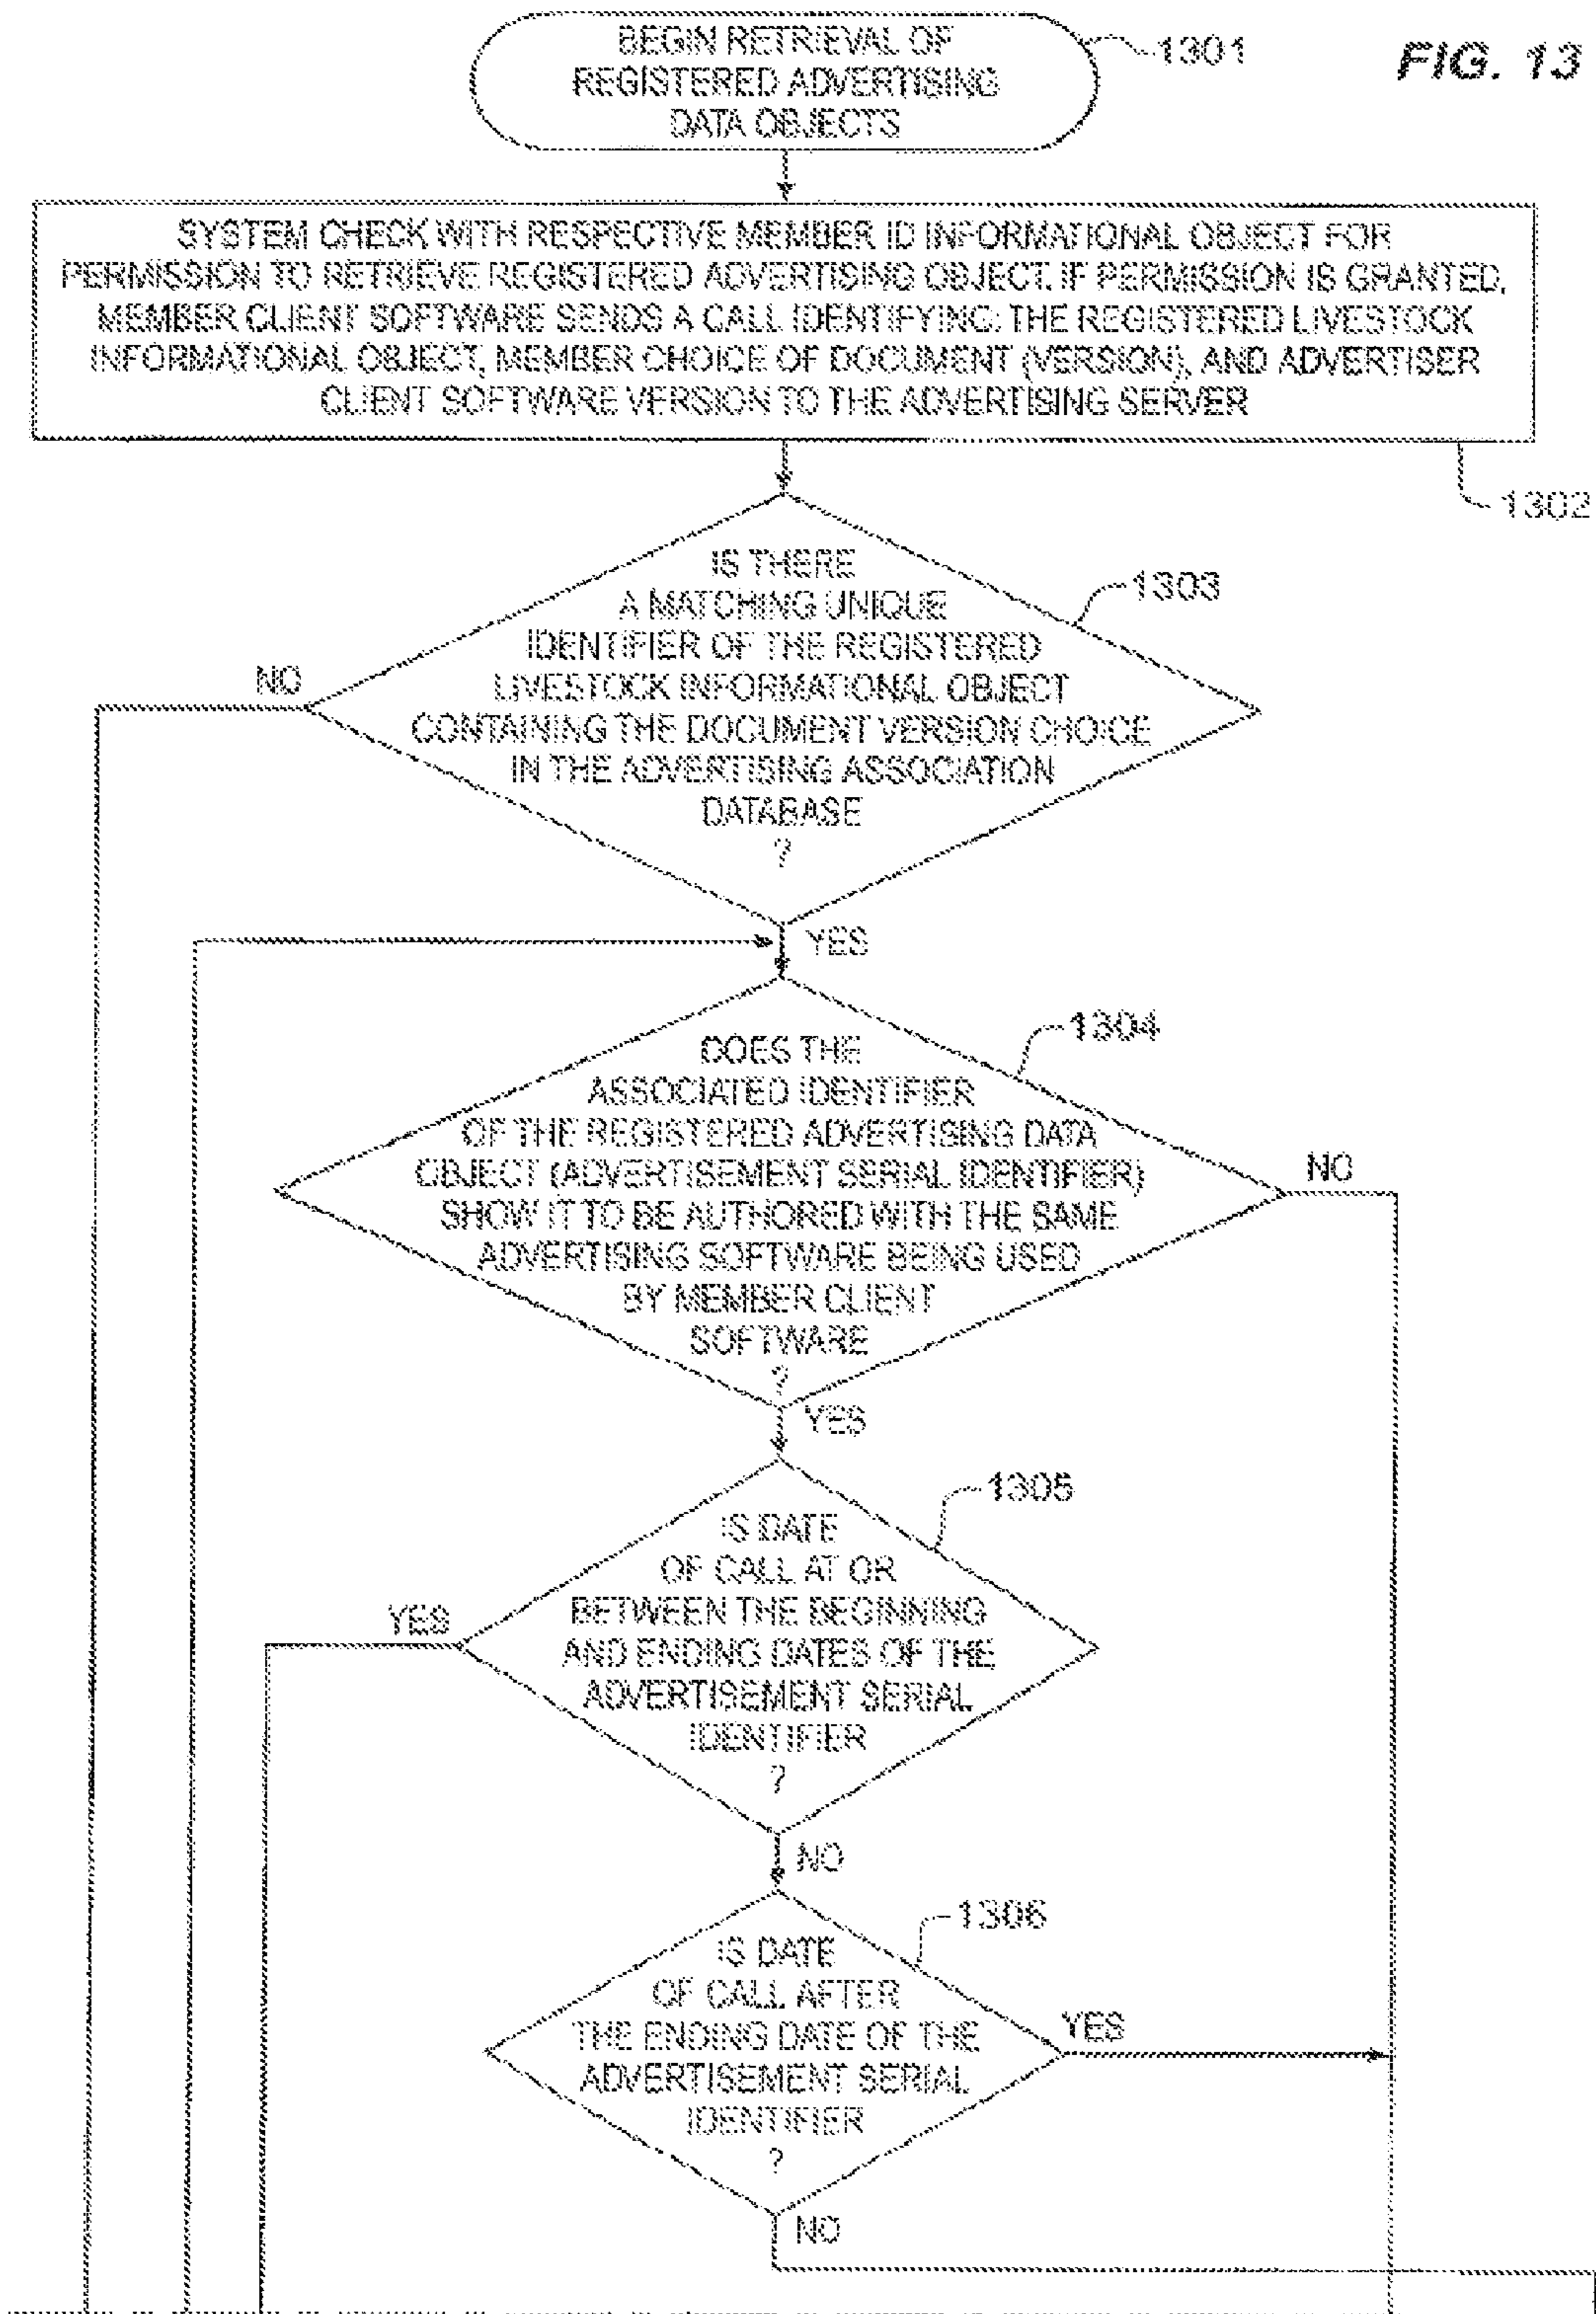 BEGIN RETRIEVAL OF
REGISTERED ADVERTISING
DATA OBJECTS
1301
FIG. 13
SYSTEM CHECK WITH RESPECTIVE MEMBER ID INFORMATIONAL OBJECT FOR
PERMISSION TO RETRIEVE REGISTERED ADVERTISING OBJECT. IF PERMISSION IS GRANTED,
MEMBER CLIENT SOFTWARE SENDS A CALL IDENTIFYING: THE REGISTERED LIVESTOCK
INFORMATIONAL OBJECT, MEMBER CHOICE OF DOCUMENT (VERSION), AND ADVERTISER
CLIENT SOFTWARE VERSION TO THE ADVERTISING SERVER
1302
IS THERE
A MATCHING UNIQUE
IDENTIFIER OF THE REGISTERED
LIVESTOCK INFORMATIONAL OBJECT
CONTAINING THE DOCUMENT VERSION CHOICE
IN THE ADVERTISING ASSOCIATION
DATABASE
?
1303
NO
YES
DOES THE
ASSOCIATED IDENTIFIER
OF THE REGISTERED ADVERTISING DATA
OBJECT (ADVERTISEMENT SERIAL IDENTIFIER)
SHOW IT TO BE AUTHORED WITH THE SAME
ADVERTISING SOFTWARE BEING USED
BY MEMBER CLIENT
SOFTWARE
?
1304
NO
YES
IS DATE
OF CALL AT OR
BETWEEN THE BEGINNING
AND ENDING DATES OF THE
ADVERTISEMENT SERIAL
IDENTIFIER
?
1305
YES
NO
IS DATE
OF CALL AFTER
THE ENDING DATE OF THE
ADVERTISEMENT SERIAL
IDENTIFIER
?
1306
YES
NO